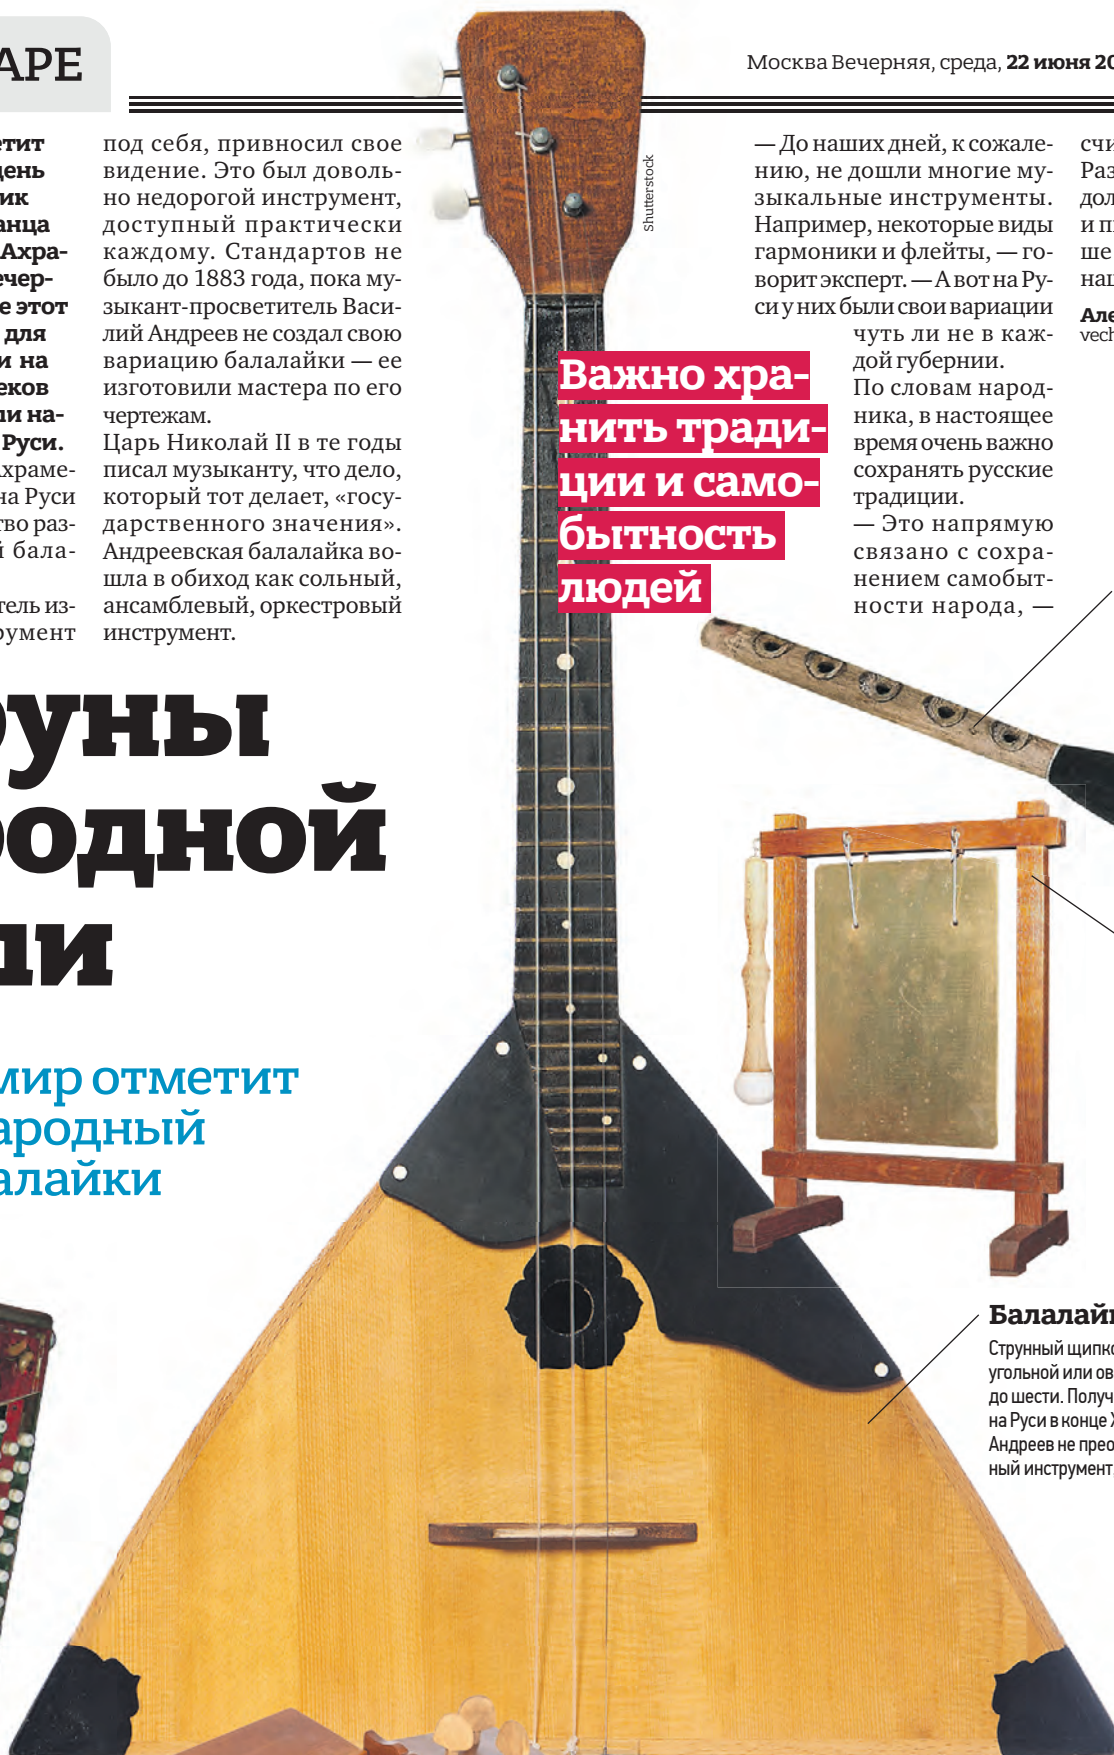 АРЕ
Москва Вечерняя, среда, 22 июня 20
етит
день
ик
анца
Ахра-
ечер-
е этот
для
и на
еков
ли на-
Руси.
Ахраме-
на Руси
тво раз-
й бала-
тель из-
румент
под себя, привносил свое
видение. Это был доволь-
но недорогой инструмент,
доступный практически
каждому. Стандартов не
было до 1883 года, пока му-
зыкант-просветитель Васи-
лий Андреев не создал свою
вариацию балалайки — ее
изготовили мастера по его
чертежам.
Царь Николай II в те годы
писал музыканту, что дело,
который тот делает, «госу-
дарственного значения».
Андреевская балалайка во-
шла в обиход как сольный,
ансамблевый, оркестровый
инструмент.
shutterstock
Важно хра-
нить тради-
ции и само-
бытность
людей
— До наших дней, к сожале-
нию, не дошли многие му-
зыкальные инструменты.
Например, некоторые виды
гармоники и флейты, — го-
ворит эксперт. — А вот на Ру-
си у них были свои вариации
чуть ли не в каж-
дой губернии.
По словам народ-
ника, в настоящее
время очень важно
сохранять русские
традиции.
— Это напрямую
связано с сохра-
нением самобыт-
ности народа, —
счи
Раз
дол
и п
ше
наш
Але
vech
руны
родной
ши
мир отметит
ародный
алайки
Балалайк
Струнный щипко
угольной или ов
до шести. Получ
на Руси в конце X
Андреев не прео
ный инструмент.